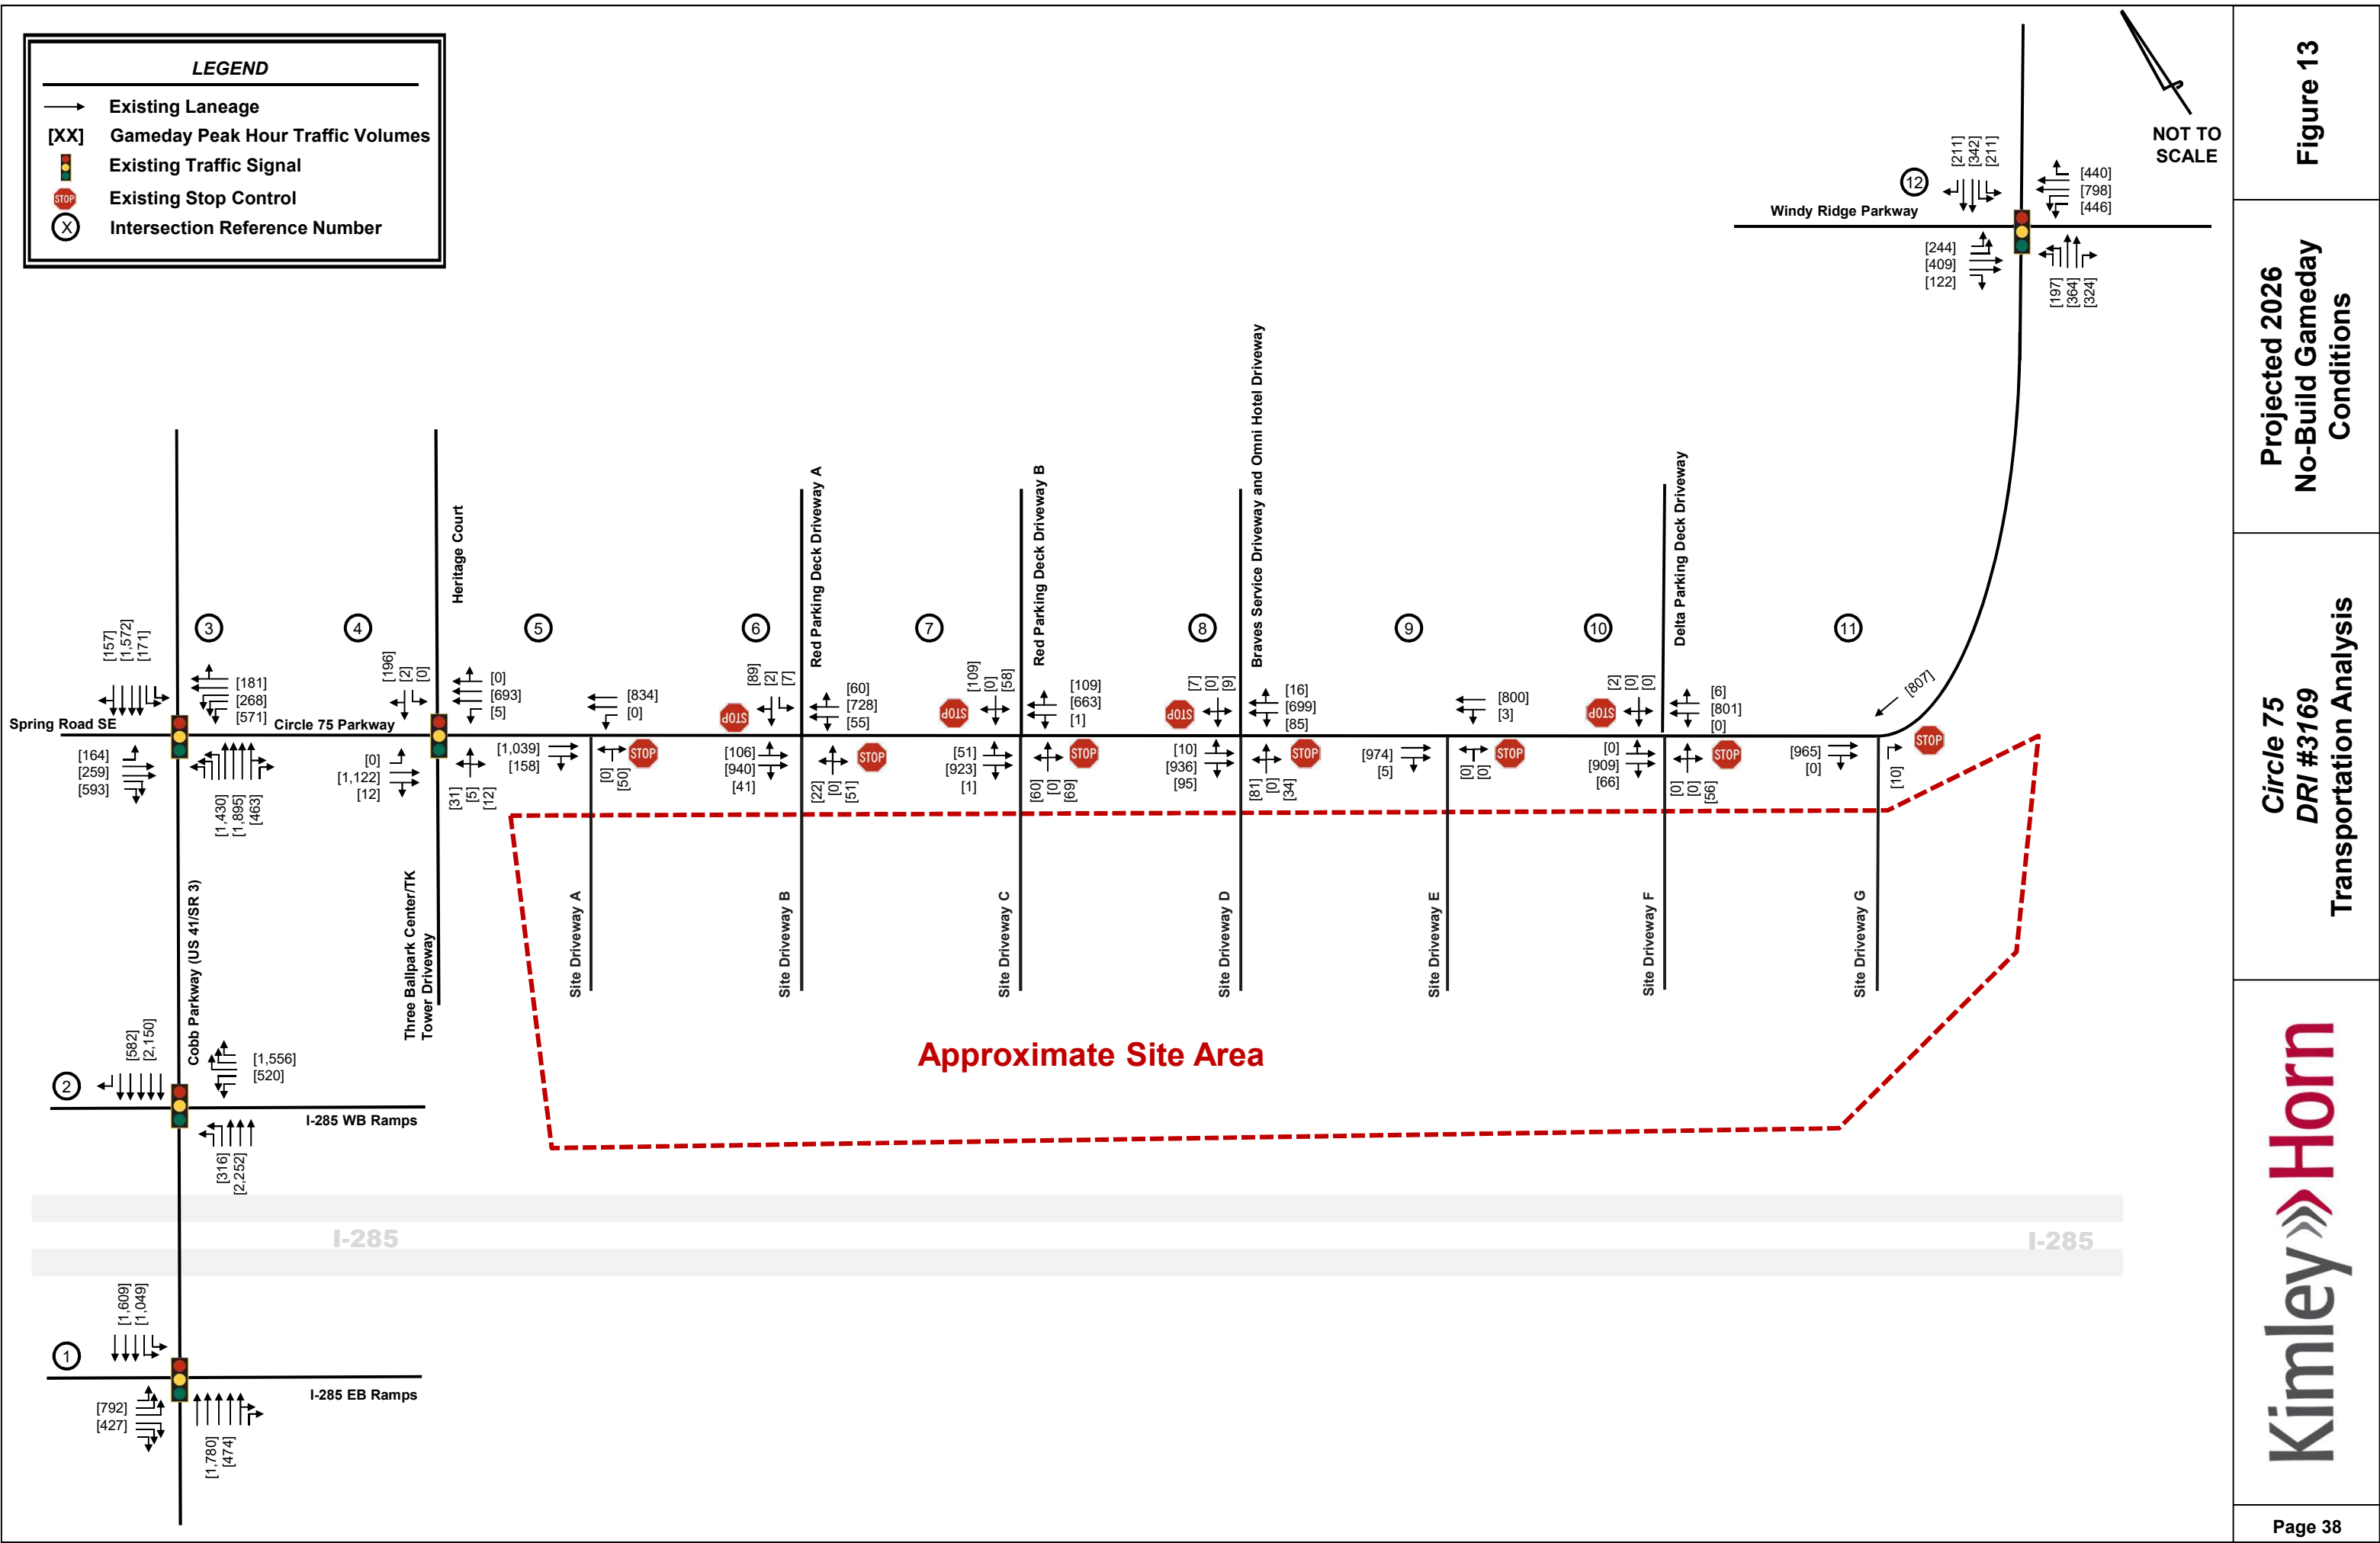 LEGEND
Existing Laneage
[XX] Gameday Peak Hour Traffic Volumes
Existing Traffic Signal
STOP Existing Stop Control
X Intersection Reference Number
NOT TO
SCALE
12
[211]
[342]
[211]
[440]
[798]
[446]
Windy Ridge Parkway
[244]
[409]
[122]
[197]
[364]
[324]
3
[157]
[1,572]
[171]
[181]
[268]
[571]
Spring Road SE
Circle 75 Parkway
[164]
[259]
[593]
[1,430]
[1,895]
[463]
Cobb Parkway (US 41/SR 3)
4
Heritage Court
[196]
[2]
[0]
[0]
[693]
[5]
[0]
[1,122]
[12]
[31]
[5]
[12]
Three Ballpark Center/TK
Tower Driveway
5
[834]
[0]
[1,039]
[158]
STOP
[0]
[50]
Site Driveway A
6
Red Parking Deck Driveway A
[89]
[2]
[7]
STOP
[60]
[728]
[55]
[106]
[940]
[41]
STOP
[22]
[0]
[51]
Site Driveway B
7
Red Parking Deck Driveway B
[109]
[0]
[58]
STOP
[109]
[663]
[1]
[51]
[923]
[1]
STOP
[60]
[0]
[69]
Site Driveway C
8
Braves Service Driveway and Omni Hotel Driveway
[7]
[0]
[9]
STOP
[16]
[699]
[85]
[10]
[936]
[95]
STOP
[81]
[0]
[34]
Site Driveway D
9
[800]
[3]
[974]
[5]
STOP
[0]
[0]
Site Driveway E
10
Delta Parking Deck Driveway
[2]
[0]
[0]
STOP
[6]
[801]
[0]
[0]
[909]
[66]
STOP
[0]
[0]
[56]
Site Driveway F
11
[807]
[965]
[0]
STOP
[10]
Site Driveway G
Approximate Site Area
2
[582]
[2,150]
[1,556]
[520]
I-285 WB Ramps
[316]
[2,252]
I-285
I-285
1
[1,609]
[1,049]
I-285 EB Ramps
[792]
[427]
[1,780]
[474]
Figure 13
Projected 2026
No-Build Gameday
Conditions
Circle 75
DRI #3169
Transportation Analysis
Kimley»Horn
Page 38